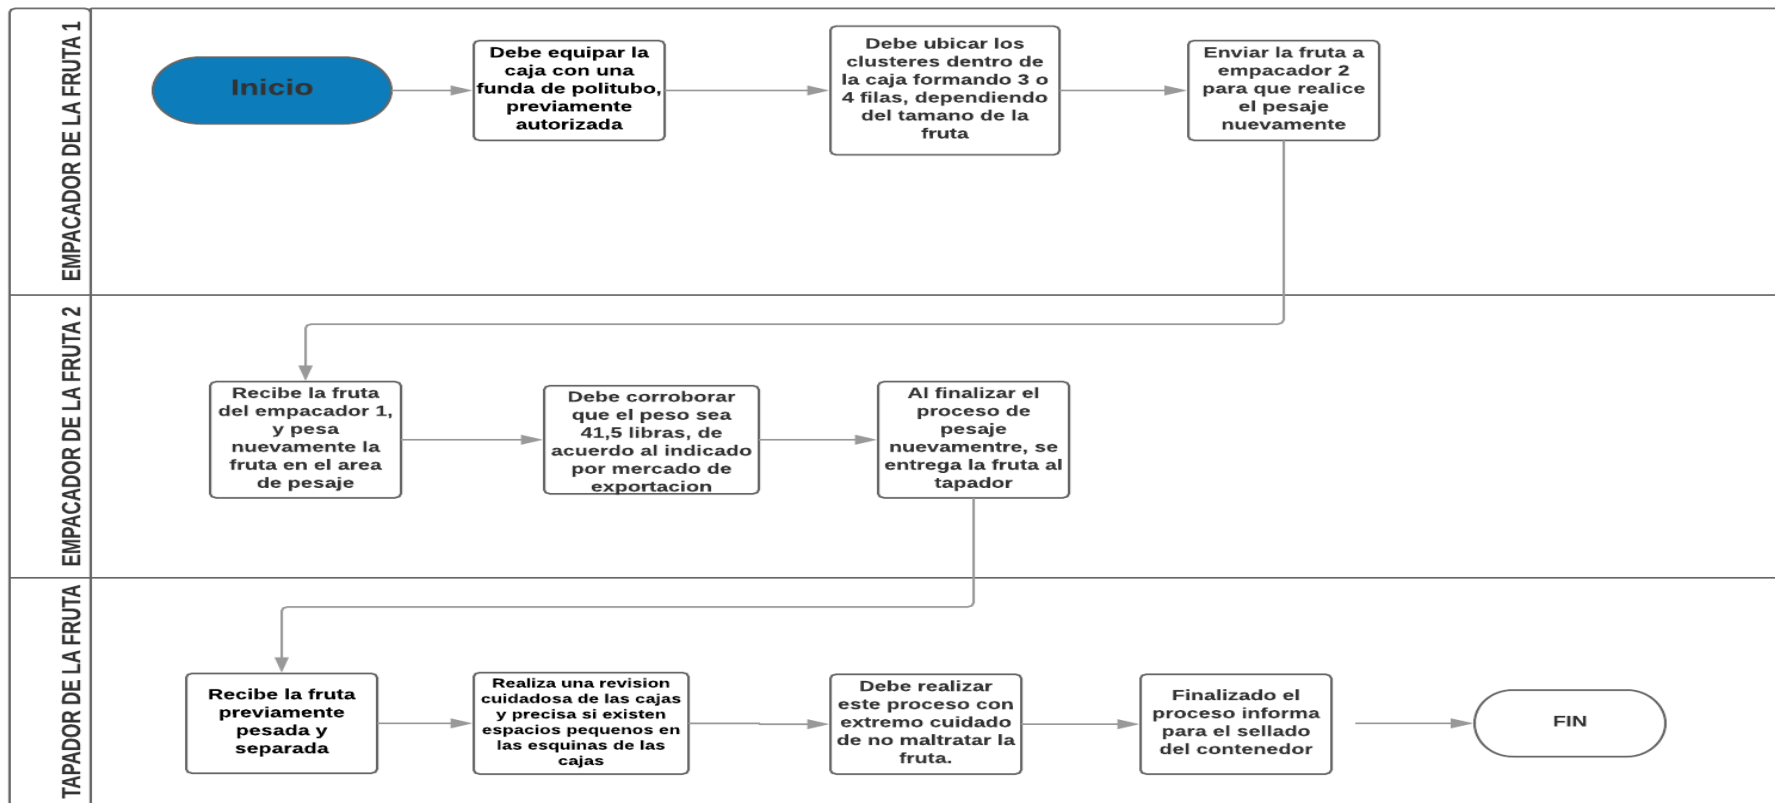 EMPACADOR DE LA FRUTA 1
Inicio
Debe equipar la
caja con una
funda de politubo,
previamente
autorizada
Debe ubicar los
clusteres dentro de
la caja formando 3 o
4 filas, dependiendo
del tamano de la
fruta
Enviar la fruta a
empacador 2
para que realice
el pesaje
nuevamente
EMPACADOR DE LA FRUTA 2
Recibe la fruta
del empacador 1,
y pesa
nuevamente la
fruta en el area
de pesaje
Debe corroborar
que el peso sea
41,5 libras, de
acuerdo al indicado
por mercado de
exportacion
Al finalizar el
proceso de
pesaje
nuevamentre, se
entrega la fruta al
tapador
TAPADOR DE LA FRUTA
Recibe la fruta
previamente
pesada y
separada
Realiza una revision
cuidadosa de las cajas
y precisa si existen
espacios pequenos en
las esquinas de las
cajas
Debe realizar
este proceso con
extremo cuidado
de no maltratar la
fruta.
Finalizado el
proceso informa
para el sellado
del contenedor
FIN